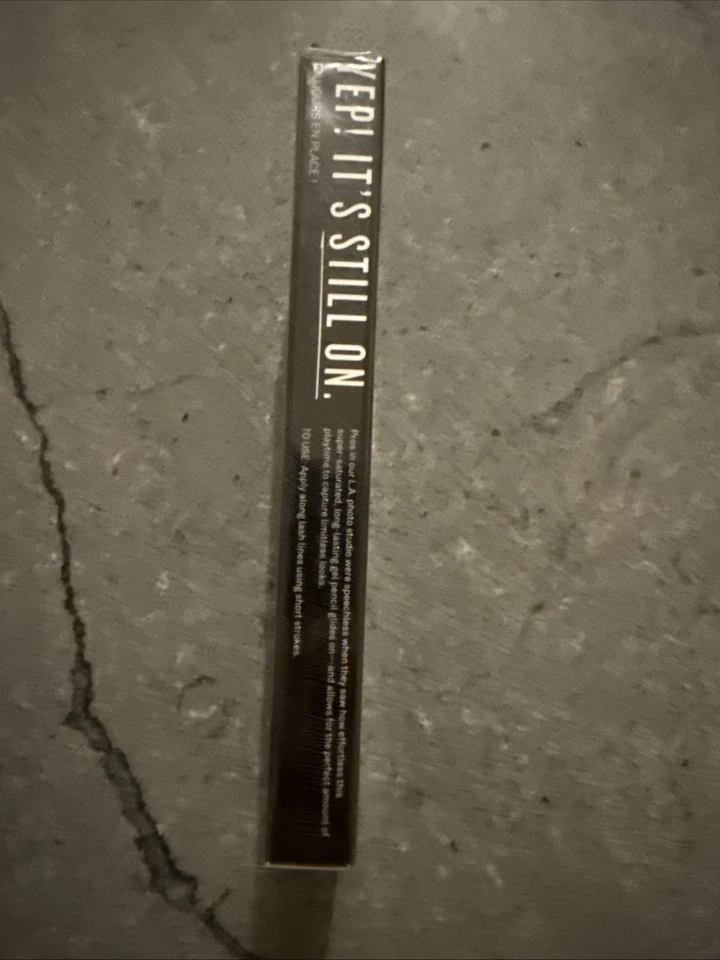 YEP! IT'S STILL ON.
TOUJOURS EN PLACE !
Pros in our L.A. photo studio were speechless when they saw how effortless this
super-saturated, long-lasting gel pencil glides on—and allows for the perfect amount of
playtime to capture limitless looks.
TO USE: Apply along lash lines using short strokes.